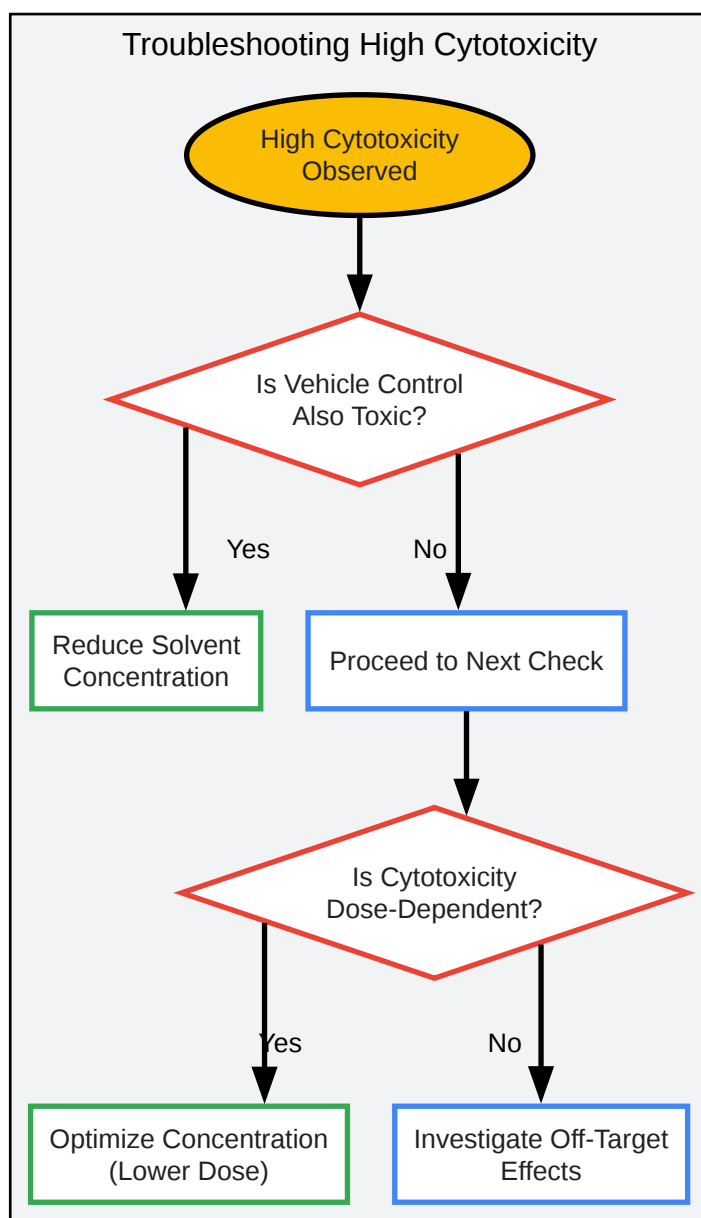 Troubleshooting High Cytotoxicity
High Cytotoxicity
Observed
Is Vehicle Control
Also Toxic?
Yes
No
Reduce Solvent
Concentration
Proceed to Next Check
Is Cytotoxicity
Dose-Dependent?
Yes
No
Optimize Concentration
(Lower Dose)
Investigate Off-Target
Effects